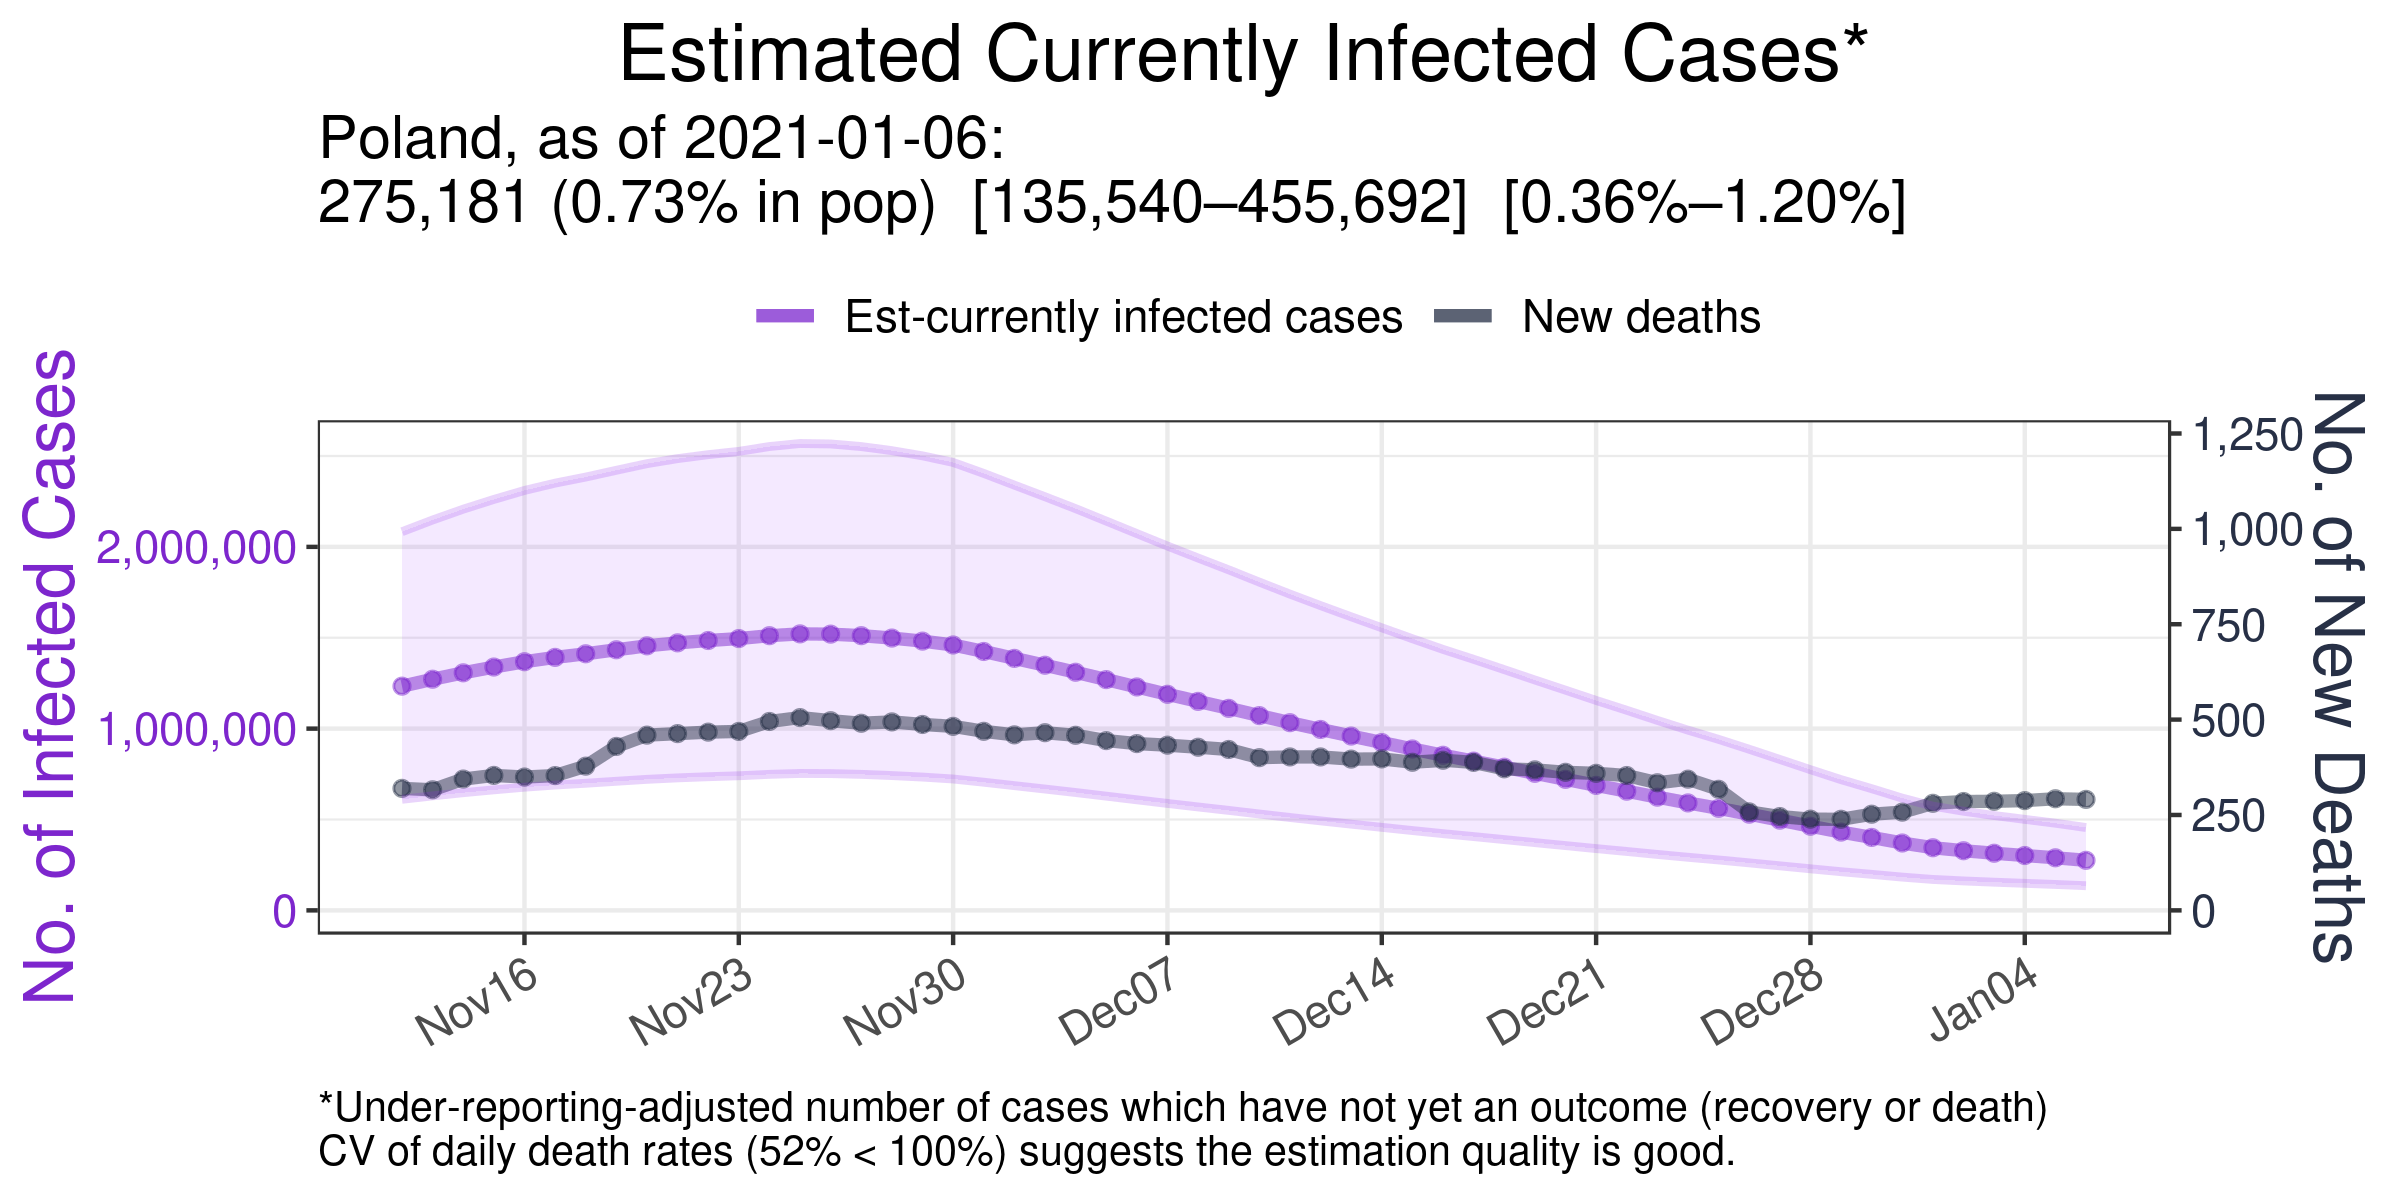 Estimated Currently Infected Cases*
Poland, as of 2021-01-06:
275,181 (0.73% in pop) [135,540–455,692] [0.36%–1.20%]
Est-currently infected cases
New deaths
No. of Infected Cases
2,000,000
1,000,000
0
1,250
1,000
750
500
250
0
No. of New Deaths
Nov16
Nov23
Nov30
Dec07
Dec14
Dec21
Dec28
Jan04
*Under-reporting-adjusted number of cases which have not yet an outcome (recovery or death)
CV of daily death rates (52% < 100%) suggests the estimation quality is good.